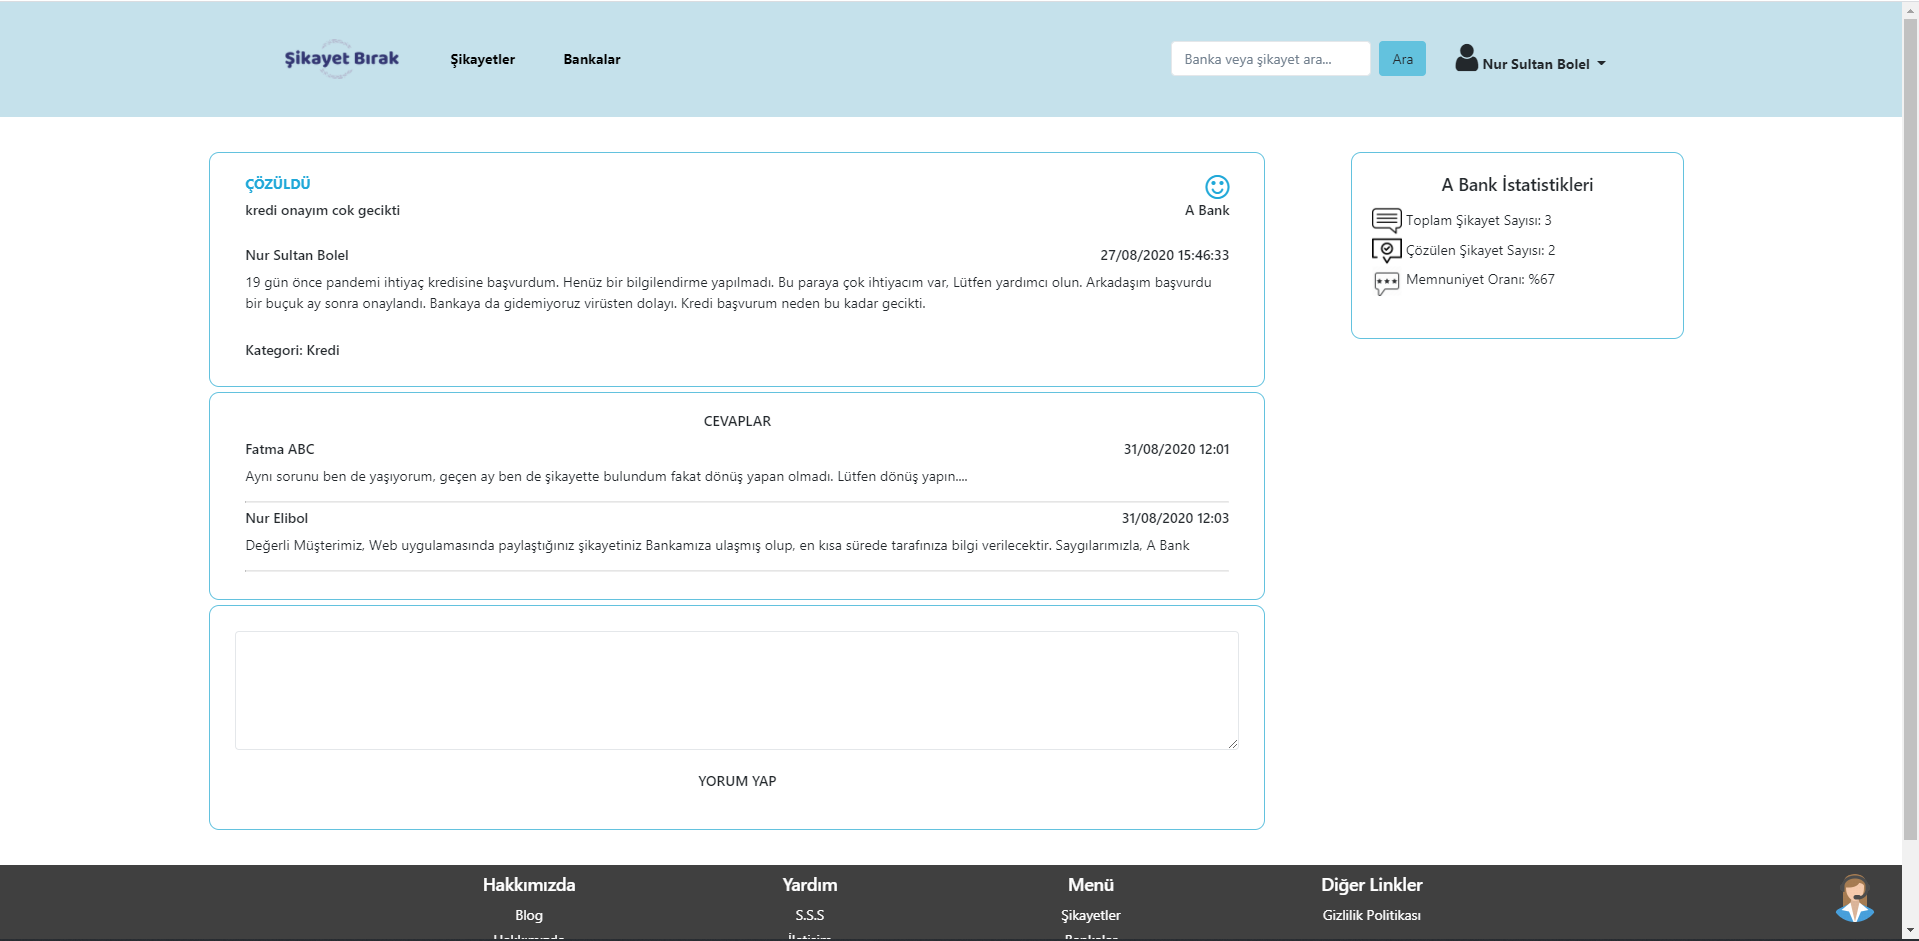 Şikayet Bırak
Şikayetler
Bankalar
Banka veya şikayet ara...
Ara
Nur Sultan Bolel
ÇÖZÜLDÜ
kredi onayım cok gecikti
A Bank
Nur Sultan Bolel
27/08/2020 15:46:33
19 gün önce pandemi ihtiyaç kredisine başvurdum. Henüz bir bilgilendirme yapılmadı. Bu paraya çok ihtiyacım var, Lütfen yardımcı olun. Arkadaşım başvurdu
bir buçuk ay sonra onaylandı. Bankaya da gidemiyoruz virüsten dolayı. Kredi başvurum neden bu kadar gecikti.
Kategori: Kredi
A Bank İstatistikleri
Toplam Şikayet Sayısı: 3
Çözülen Şikayet Sayısı: 2
Memnuniyet Oranı: %67
CEVAPLAR
Fatma ABC
31/08/2020 12:01
Aynı sorunu ben de yaşıyorum, geçen ay ben de şikayette bulundum fakat dönüş yapan olmadı. Lütfen dönüş yapın....
Nur Elibol
31/08/2020 12:03
Değerli Müşterimiz, Web uygulamasında paylaştığınız şikayetiniz Bankamıza ulaşmış olup, en kısa sürede tarafınıza bilgi verilecektir. Saygılarımızla, A Bank
YORUM YAP
Hakkımızda
Yardım
Menü
Diğer Linkler
Blog
S.S.S
Şikayetler
Gizlilik Politikası
Hakkımızda
İletişim
Bankalar